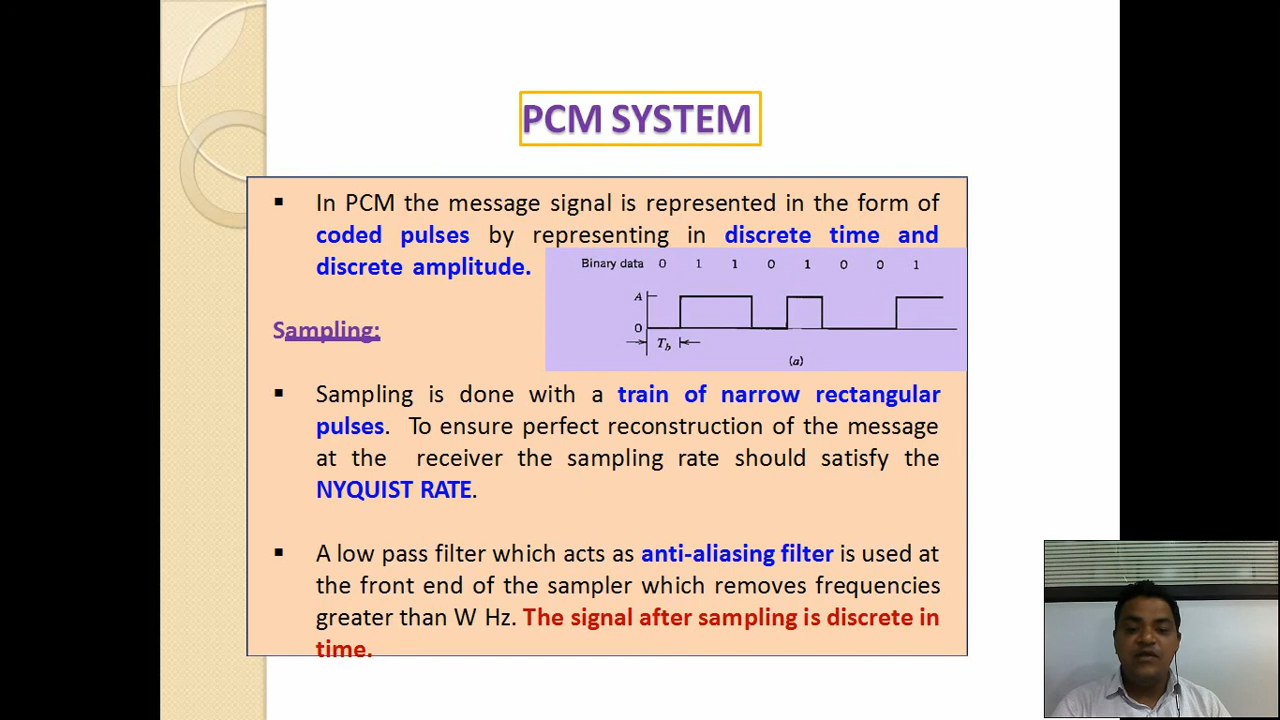 PCM SYSTEM
▪ In PCM the message signal is represented in the form of
coded pulses by representing in discrete time and
discrete amplitude.
Binary data 0 1 1 0 1 0 0 1
A
0
T_b
(a)
Sampling:
▪ Sampling is done with a train of narrow rectangular
pulses. To ensure perfect reconstruction of the message
at the receiver the sampling rate should satisfy the
NYQUIST RATE.
▪ A low pass filter which acts as anti-aliasing filter is used at
the front end of the sampler which removes frequencies
greater than W Hz. The signal after sampling is discrete in
time.